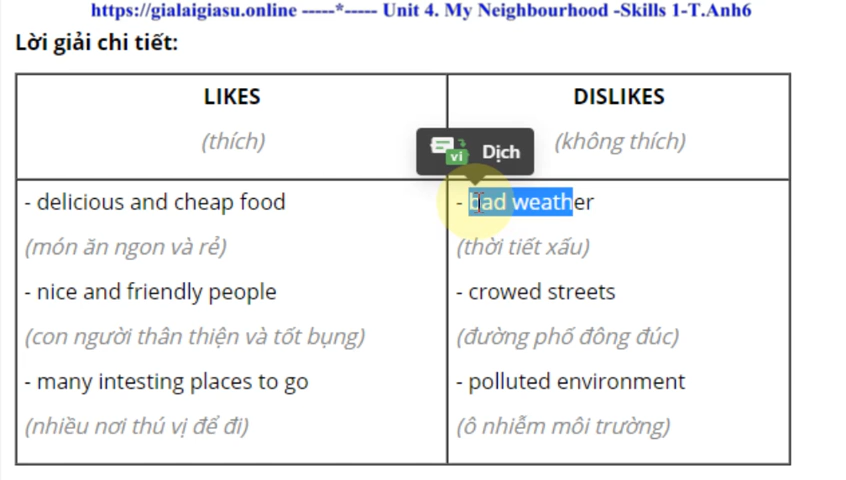 https://gialaigiasu.online -----*----- Unit 4. My Neighbourhood -Skills 1-T.Anh6
Lời giải chi tiết:
LIKES
(thích)
DISLIKES
(không thích)
vi Dịch
- delicious and cheap food
(món ăn ngon và rẻ)
- nice and friendly people
(con người thân thiện và tốt bụng)
- many intesting places to go
(nhiều nơi thú vị để đi)
- bad weather
(thời tiết xấu)
- crowed streets
(đường phố đông đúc)
- polluted environment
(ô nhiễm môi trường)